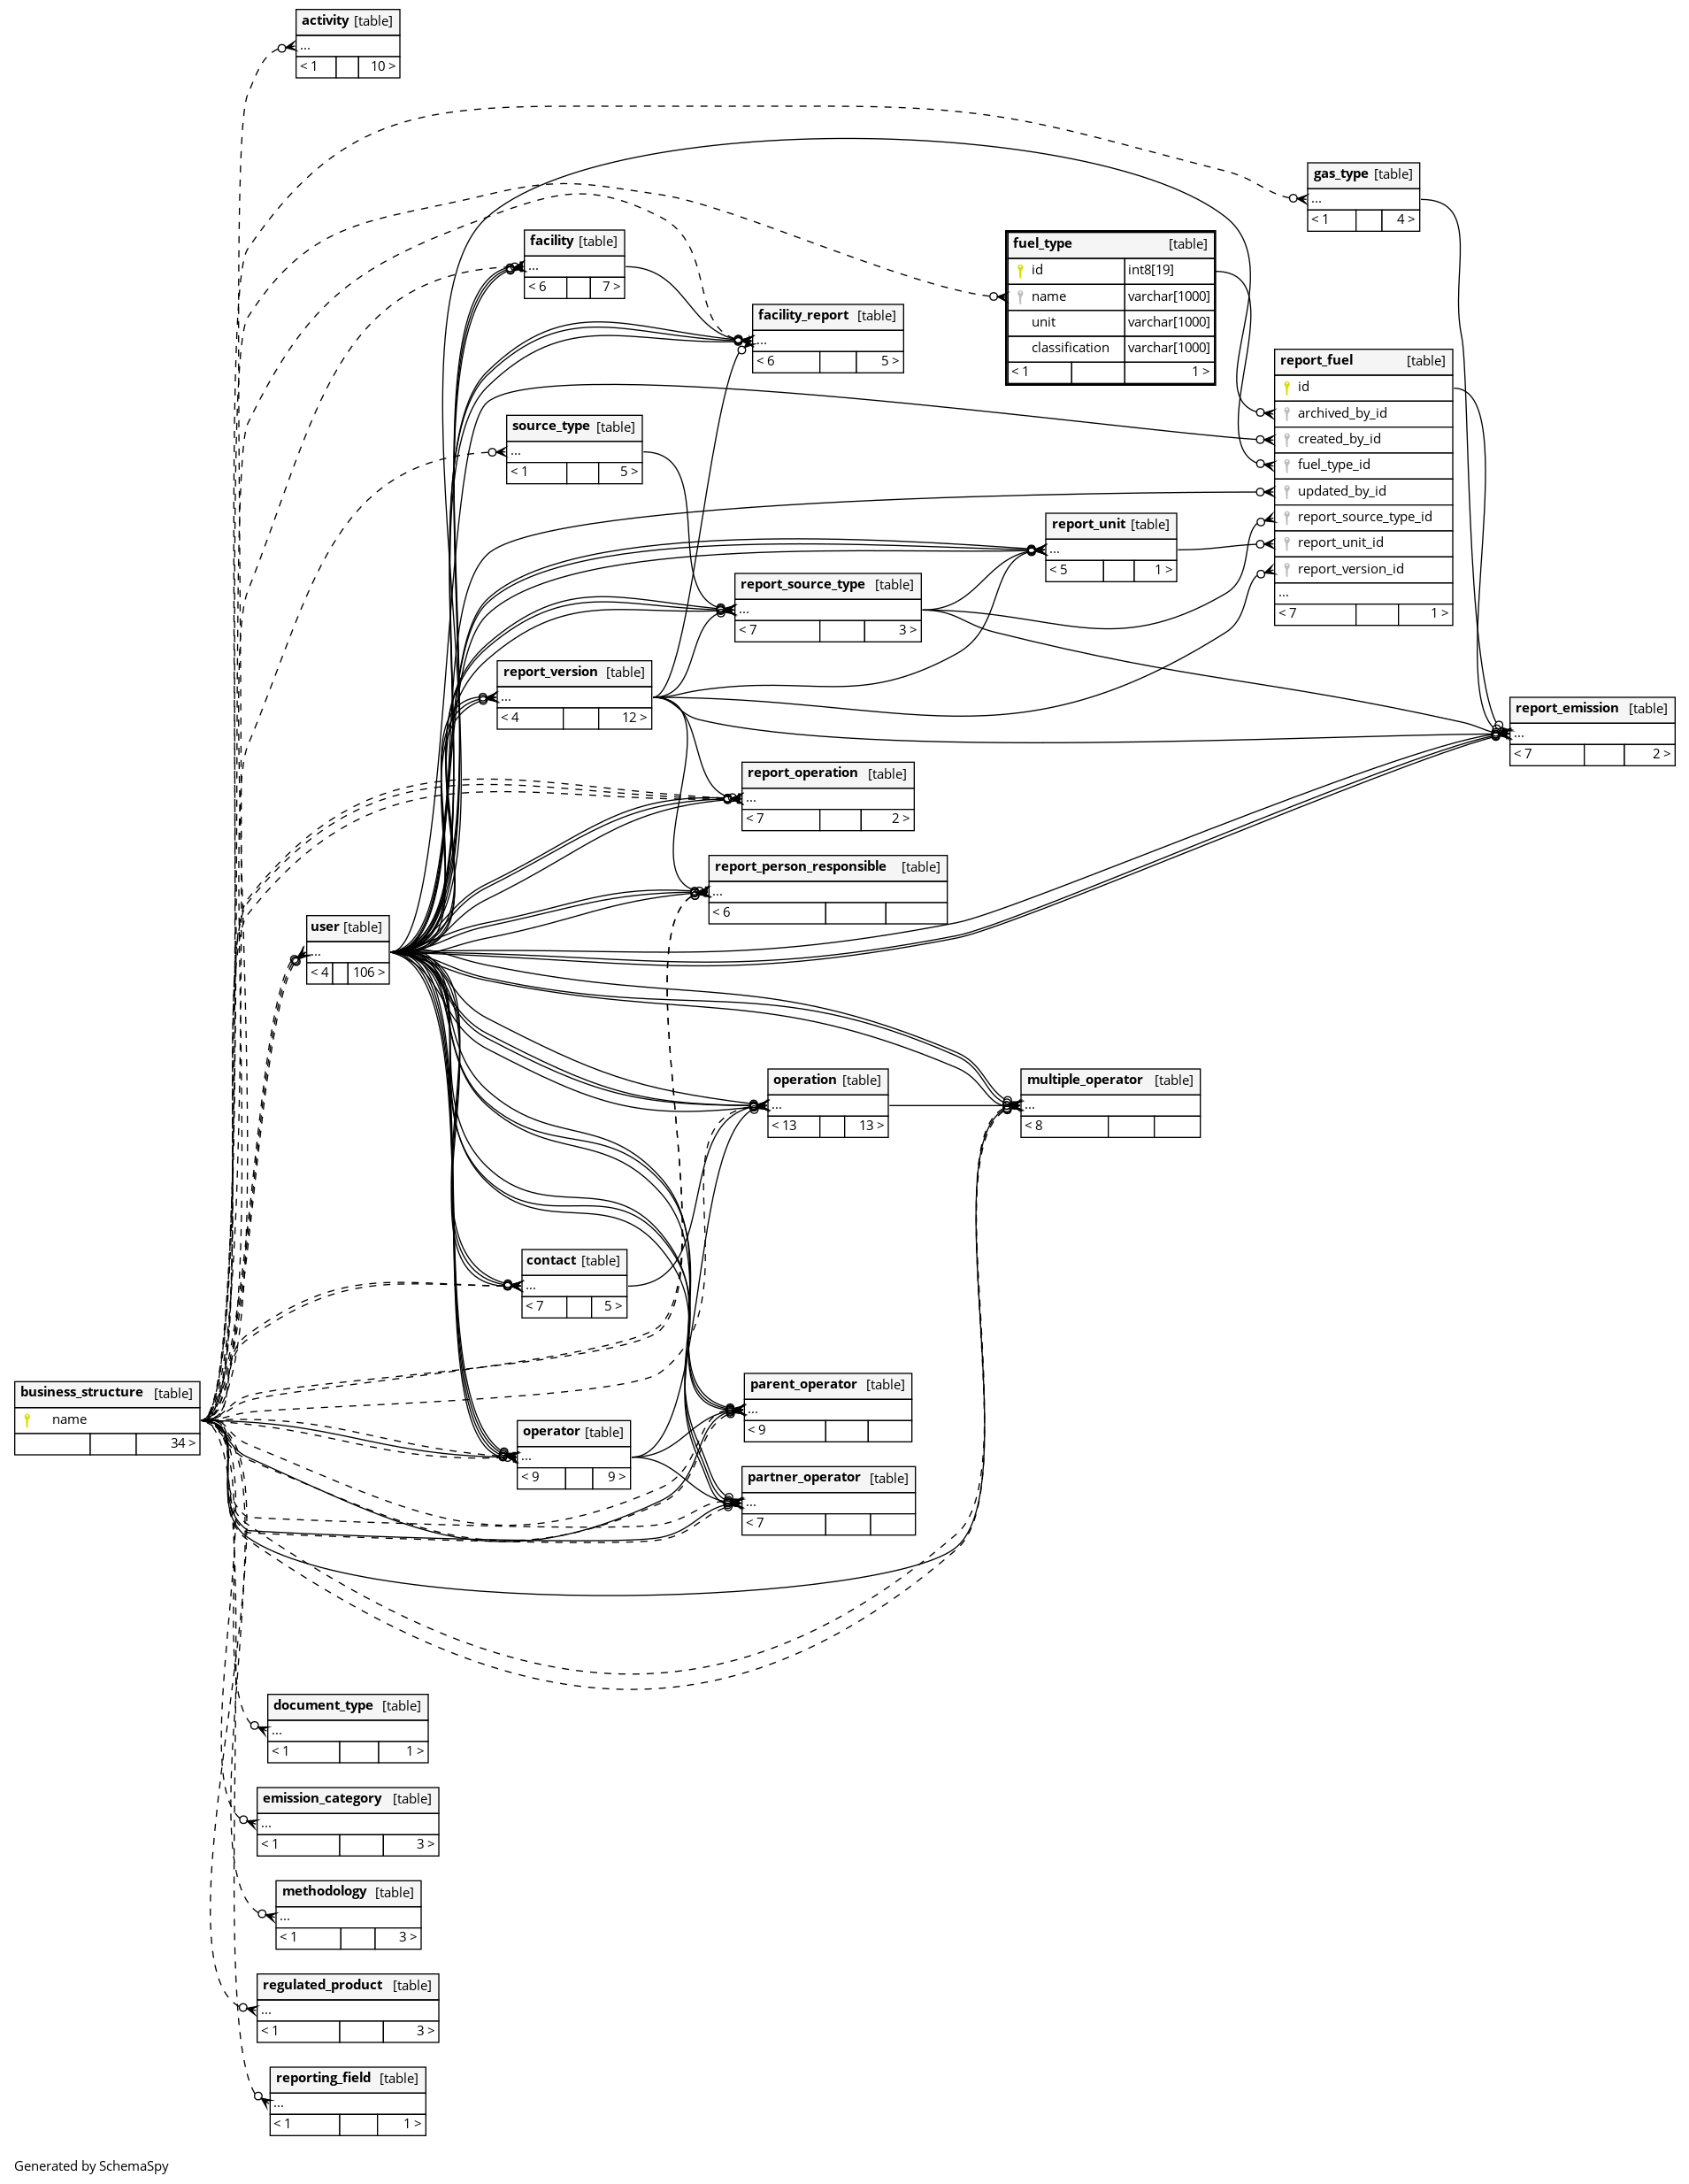 activity [table]
...
< 1 10 >
gas_type [table]
...
< 1 4 >
facility [table]
...
< 6 7 >
fuel_type [table]
id int8[19]
name varchar[1000]
unit varchar[1000]
classification varchar[1000]
< 1 1 >
facility_report [table]
...
< 6 5 >
report_fuel [table]
id
archived_by_id
created_by_id
fuel_type_id
updated_by_id
report_source_type_id
report_unit_id
report_version_id
...
< 7 1 >
source_type [table]
...
< 1 5 >
report_unit [table]
...
< 5 1 >
report_source_type [table]
...
< 7 3 >
report_version [table]
...
< 4 12 >
report_emission [table]
...
< 7 2 >
report_operation [table]
...
< 7 2 >
report_person_responsible [table]
...
< 6
user [table]
...
< 4 106 >
operation [table]
...
< 13 13 >
multiple_operator [table]
...
< 8
contact [table]
...
< 7 5 >
business_structure [table]
name
34 >
parent_operator [table]
...
< 9
operator [table]
...
< 9 9 >
partner_operator [table]
...
< 7
document_type [table]
...
< 1 1 >
emission_category [table]
...
< 1 3 >
methodology [table]
...
< 1 3 >
regulated_product [table]
...
< 1 3 >
reporting_field [table]
...
< 1 1 >
Generated by SchemaSpy